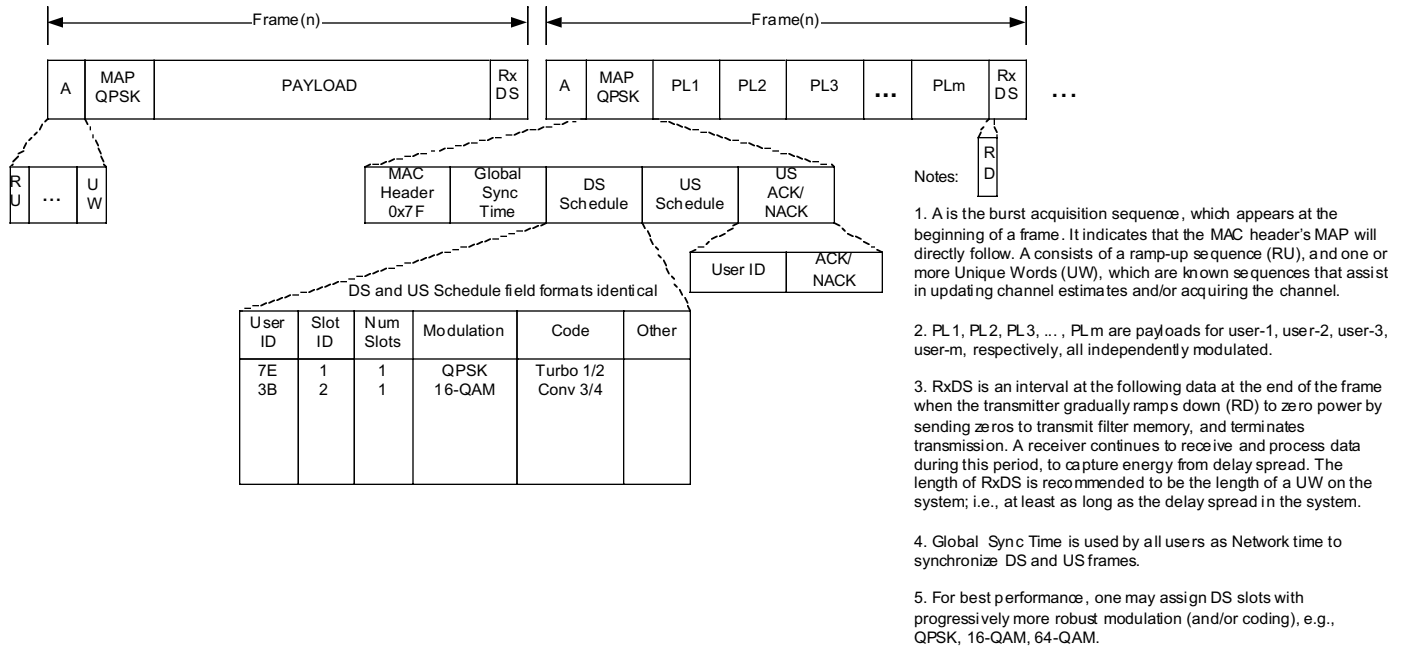 Frame(n)
Frame(n)
A
MAP
QPSK
PAYLOAD
Rx
DS
A
MAP
QPSK
PL1
PL2
PL3
...
PLm
Rx
DS
...
R
U
...
U
W
R
D
MAC
Header
0x7F
Global
Sync
Time
DS
Schedule
US
Schedule
US
ACK/
NACK
User ID
ACK/
NACK
DS and US Schedule field formats identical
User
ID
Slot
ID
Num
Slots
Modulation
Code
Other
7E 1 1 QPSK Turbo 1/2
3B 2 1 16-QAM Conv 3/4
Notes:
1. A is the burst acquisition sequence, which appears at the
beginning of a frame. It indicates that the MAC header's MAP will
directly follow. A consists of a ramp-up sequence (RU), and one or
more Unique Words (UW), which are known sequences that assist
in updating channel estimates and/or acquiring the channel.
2. PL1, PL2, PL3, ... , PLm are payloads for user-1, user-2, user-3,
user-m, respectively, all independently modulated.
3. RxDS is an interval at the following data at the end of the frame
when the transmitter gradually ramps down (RD) to zero power by
sending zeros to transmit filter memory, and terminates
transmission. A receiver continues to receive and process data
during this period, to capture energy from delay spread. The
length of RxDS is recommended to be the length of a UW on the
system; i.e., at least as long as the delay spread in the system.
4. Global Sync Time is used by all users as Network time to
synchronize DS and US frames.
5. For best performance, one may assign DS slots with
progressively more robust modulation (and/or coding), e.g.,
QPSK, 16-QAM, 64-QAM.